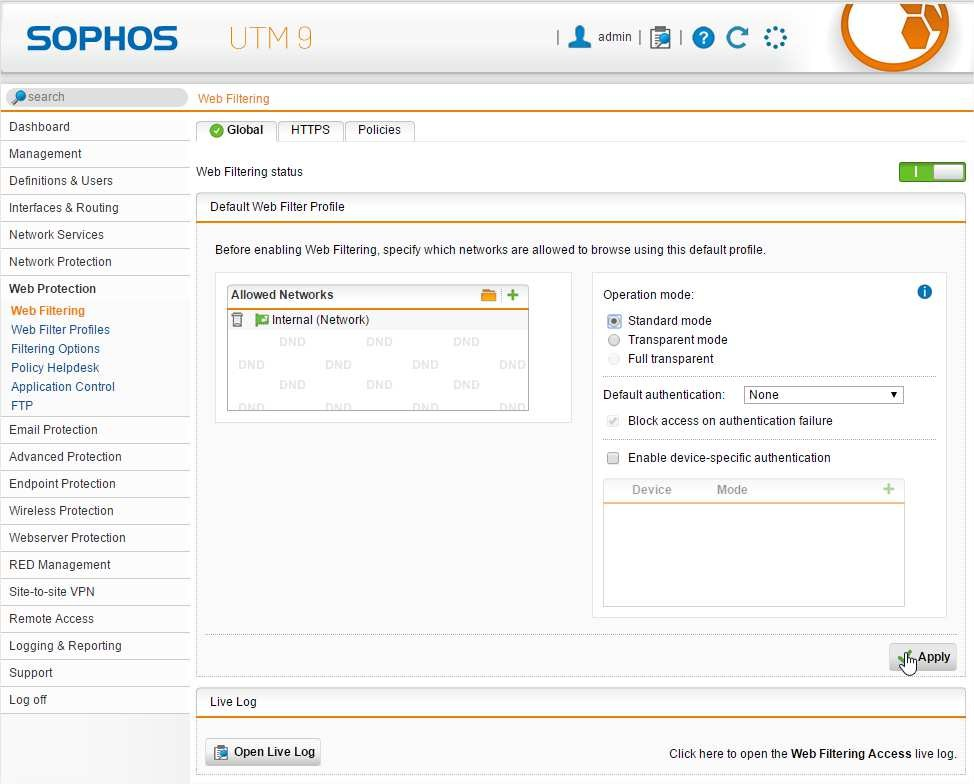 SOPHOS UTM 9 | admin | | ?
search
Web Filtering
Dashboard
Management
Definitions & Users
Interfaces & Routing
Network Services
Network Protection
Web Protection
Web Filtering
Web Filter Profiles
Filtering Options
Policy Helpdesk
Application Control
FTP
Email Protection
Advanced Protection
Endpoint Protection
Wireless Protection
Webserver Protection
RED Management
Site-to-site VPN
Remote Access
Logging & Reporting
Support
Log off
Global HTTPS Policies
Web Filtering status
Default Web Filter Profile
Before enabling Web Filtering, specify which networks are allowed to browse using this default profile.
Allowed Networks
Internal (Network)
DND DND DND
DND DND DND DND
DND DND DND
DND DND DND DND
Operation mode:
Standard mode
Transparent mode
Full transparent
Default authentication: None
Block access on authentication failure
Enable device-specific authentication
Device Mode
Apply
Live Log
Open Live Log
Click here to open the Web Filtering Access live log.